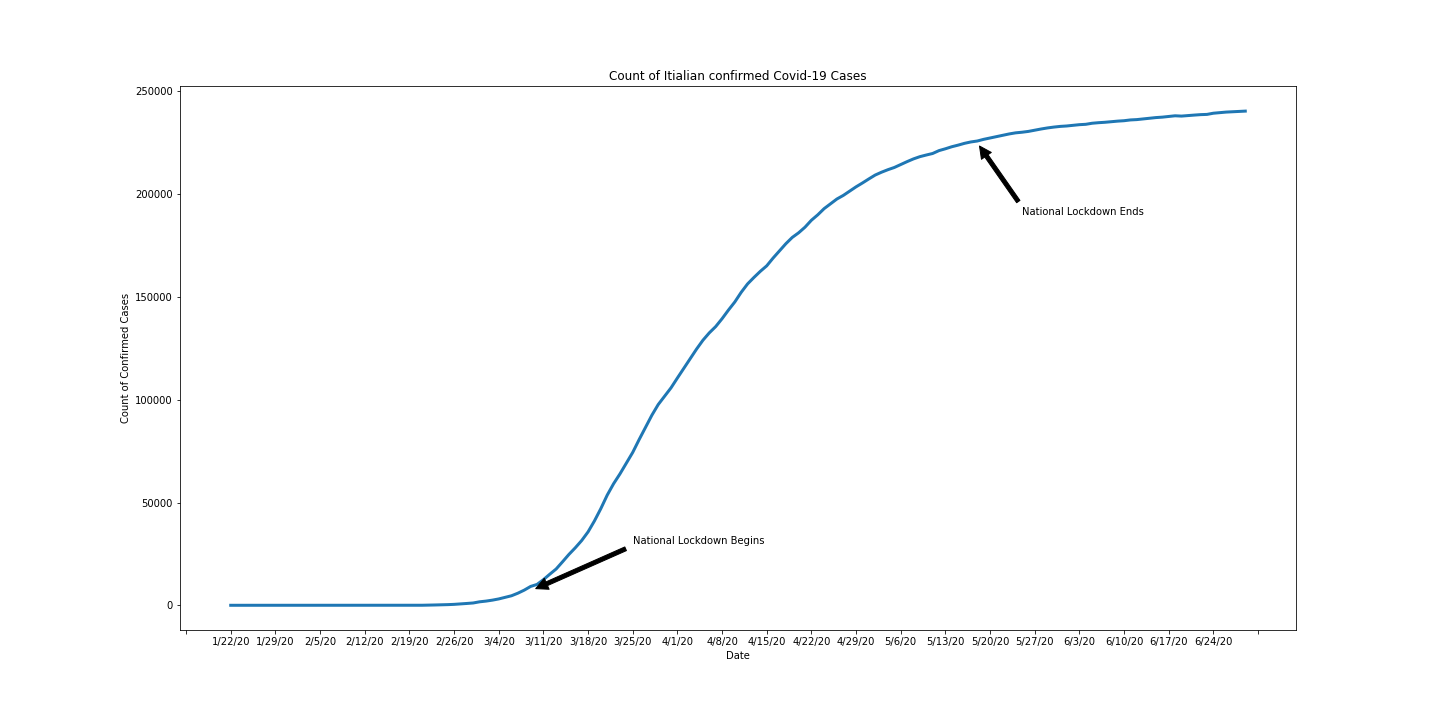 Count of Itialian confirmed Covid-19 Cases
250000
200000
150000
100000
50000
0
Count of Confirmed Cases
National Lockdown Ends
National Lockdown Begins
1/22/20 1/29/20 2/5/20 2/12/20 2/19/20 2/26/20 3/4/20 3/11/20 3/18/20 3/25/20 4/1/20 4/8/20 4/15/20 4/22/20 4/29/20 5/6/20 5/13/20 5/20/20 5/27/20 6/3/20 6/10/20 6/17/20 6/24/20
Date